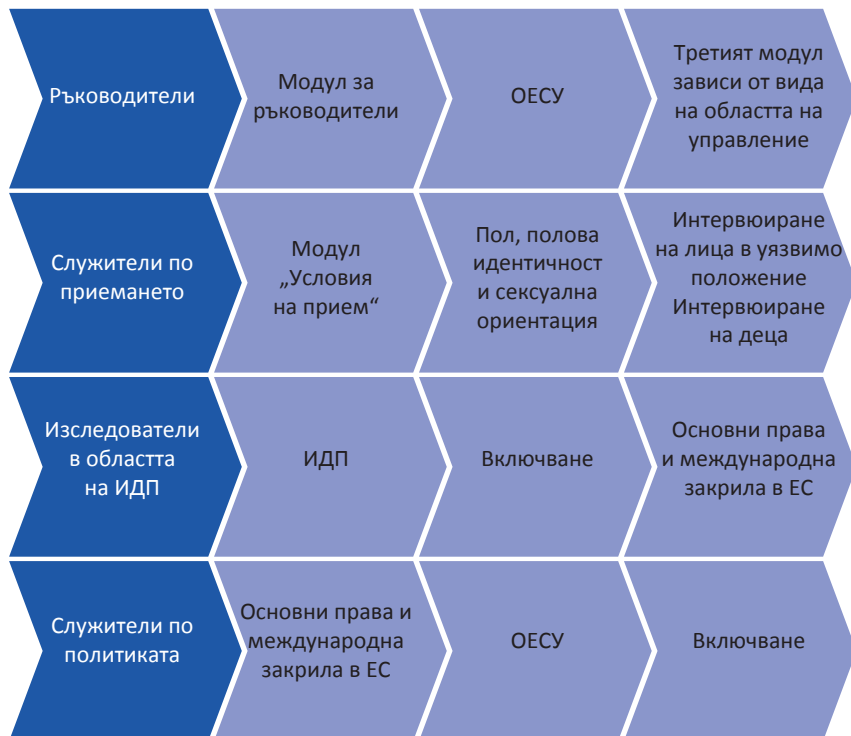 Ръководители
Модул за
ръководители
ОЕСУ
Третият модул
зависи от вида
на областта на
управление
Служители по
приемането
Модул
„Условия
на прием“
Пол, полова
идентичност
и сексуална
ориентация
Интервюиране
на лица в уязвимо
положение
Интервюиране
на деца
Изследователи
в областта
на ИДП
ИДП
Включване
Основни права
и международна
закрила в ЕС
Служители по
политиката
Основни права и
международна
закрила в ЕС
ОЕСУ
Включване